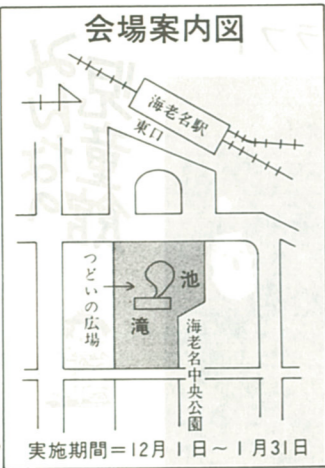 会場案内図
海老名駅
東口
つどいの広場
池
滝
海老名中央公園
実施期間＝12月1日～1月31日